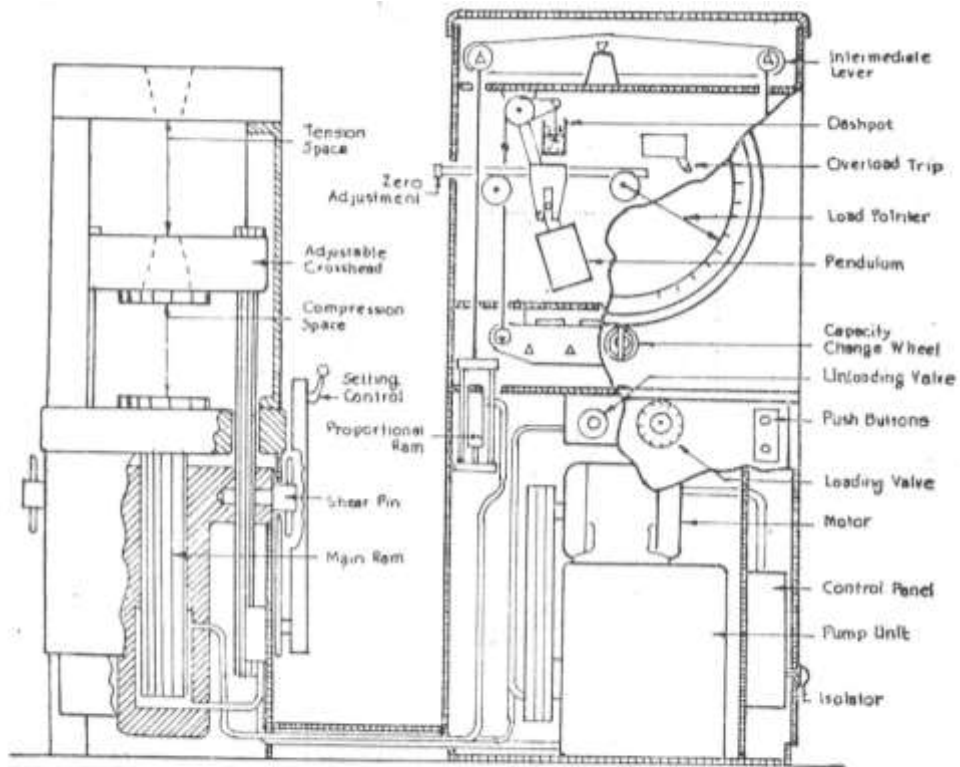 Tension
Space
Adjustable
Crosshead
Compression
Space
Setting
Control
Proportional
Ram
Shear Pin
Main Ram
Zero
Adjustment
Intermediate
Lever
Dashpot
Overload Trip
Load Pointer
Pendulum
Capacity
Change Wheel
Unloading Valve
Push Buttons
Loading Valve
Motor
Control Panel
Pump Unit
Isolator